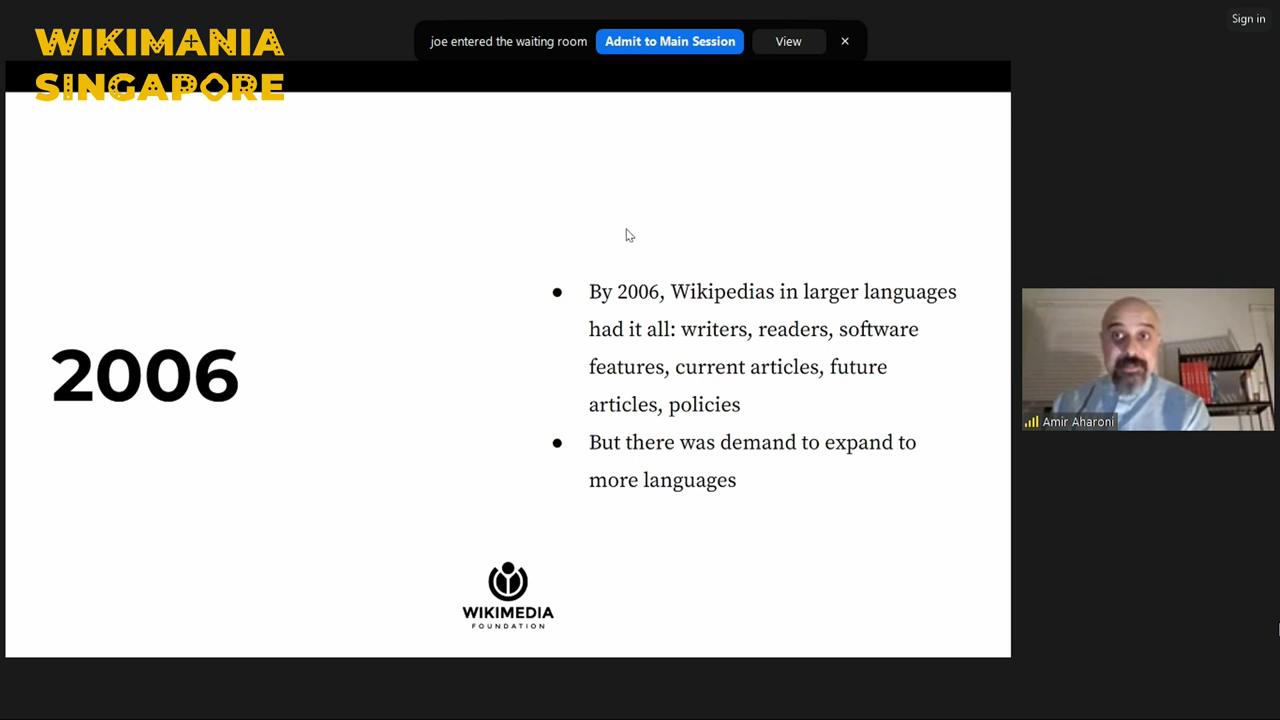 Sign in
WIKIMANIA
SINGAPORE
joe entered the waiting room Admit to Main Session View ×
2006
● By 2006, Wikipedias in larger languages
had it all: writers, readers, software
features, current articles, future
articles, policies
● But there was demand to expand to
more languages
Amir Aharoni
WIKIMEDIA
FOUNDATION